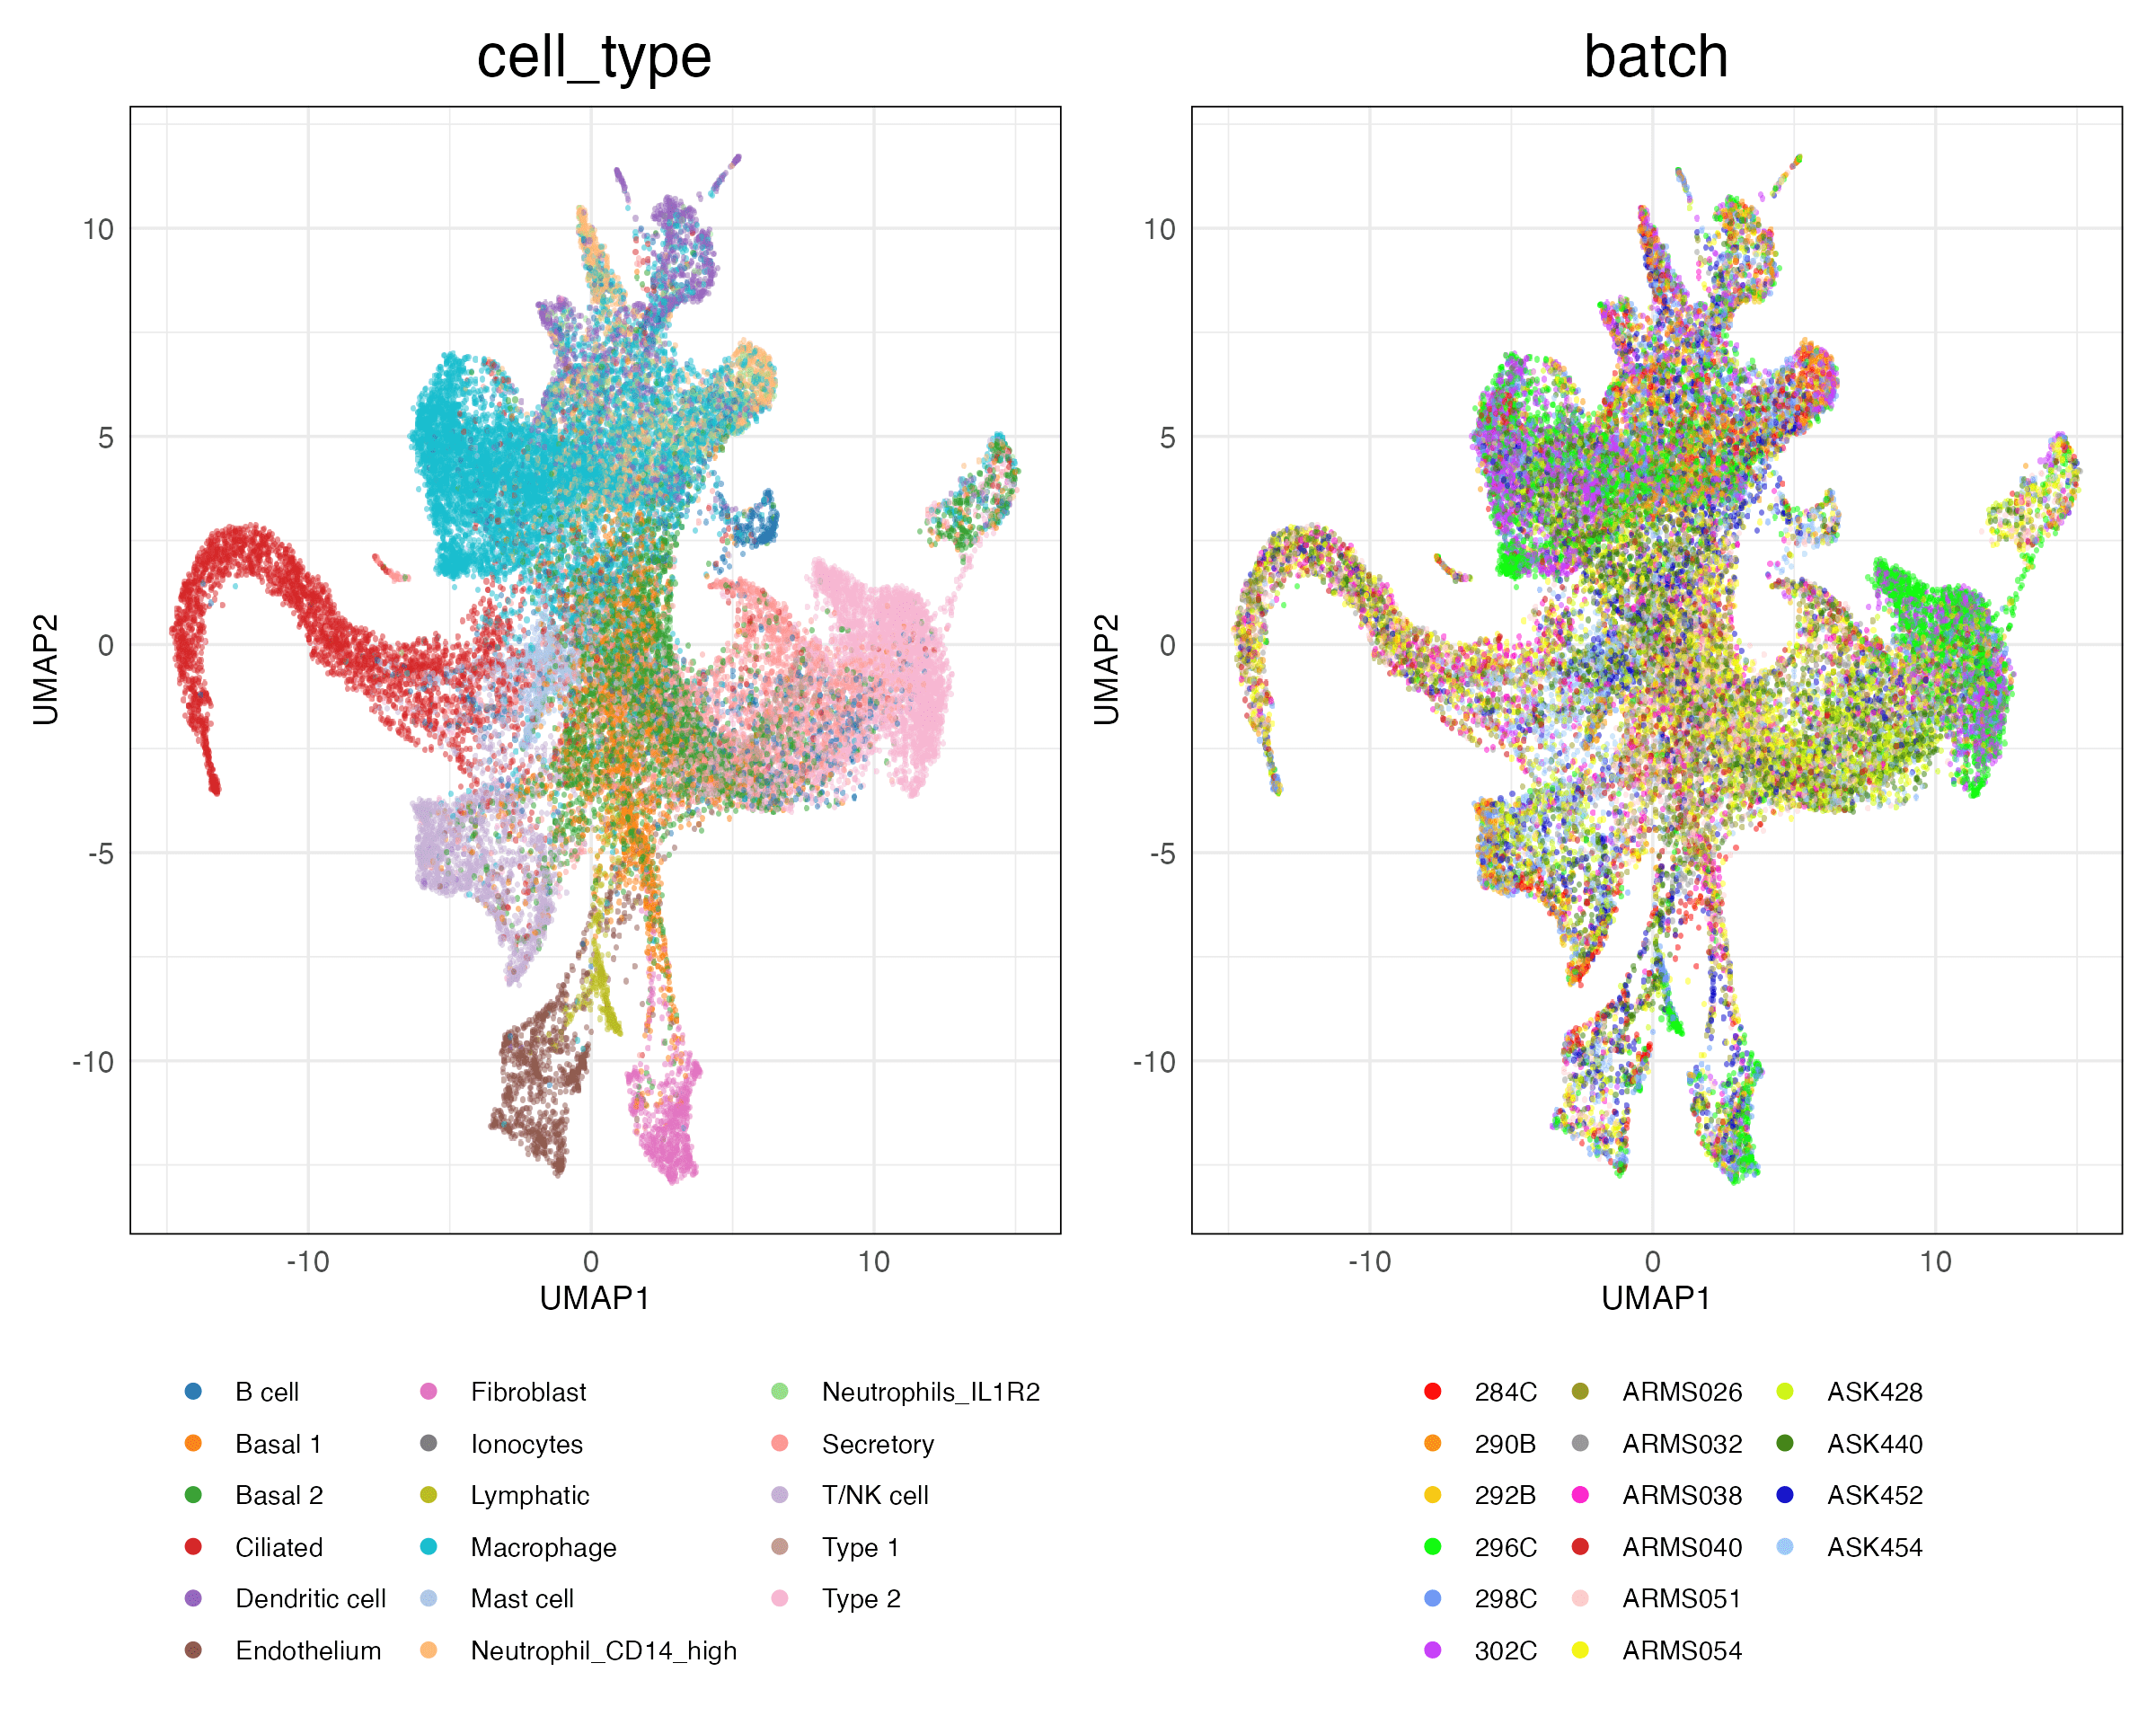 cell_type
batch
10
5
0
-5
-10
UMAP2
-10
0
10
UMAP1
10
5
0
-5
-10
UMAP2
-10
0
10
UMAP1
B cell
Basal 1
Basal 2
Ciliated
Dendritic cell
Endothelium
Fibroblast
Ionocytes
Lymphatic
Macrophage
Mast cell
Neutrophil_CD14_high
Neutrophils_IL1R2
Secretory
T/NK cell
Type 1
Type 2
284C
290B
292B
296C
298C
302C
ARMS026
ARMS032
ARMS038
ARMS040
ARMS051
ARMS054
ASK428
ASK440
ASK452
ASK454